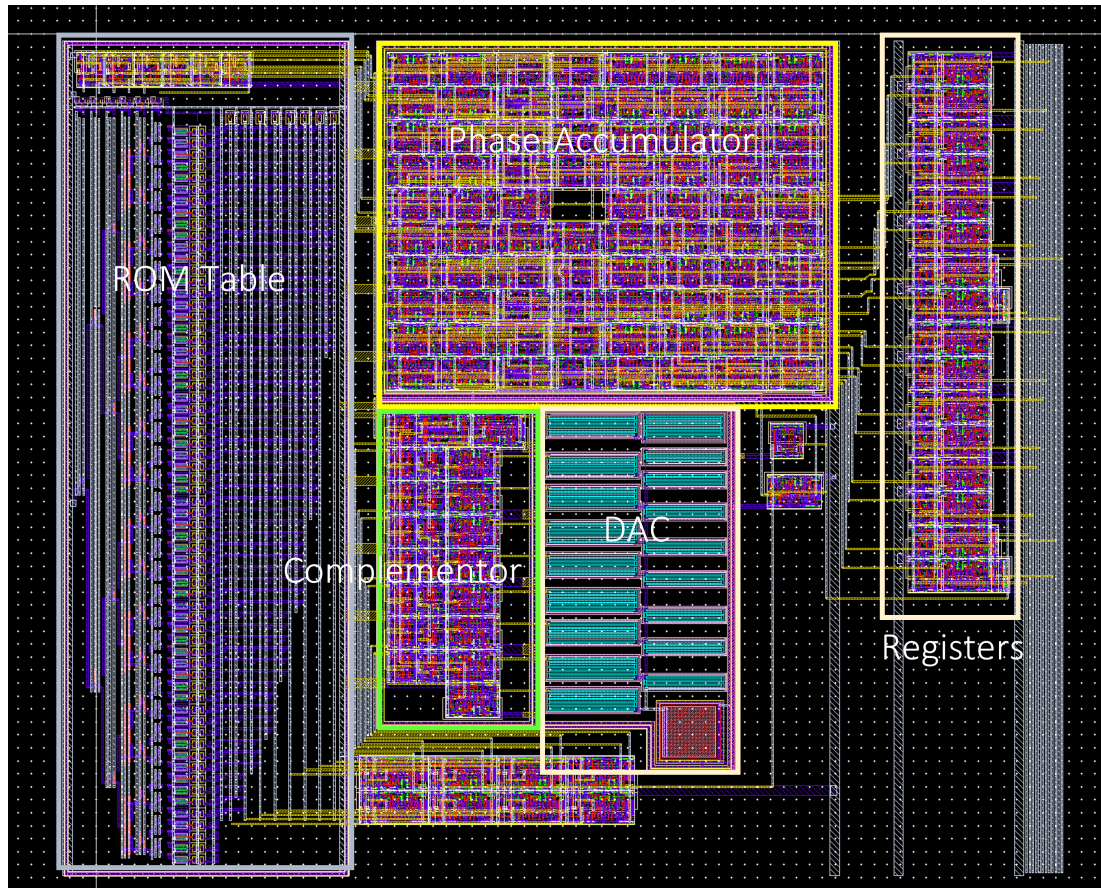 Phase Accumulator
ROM Table
DAC
Complementor
Registers